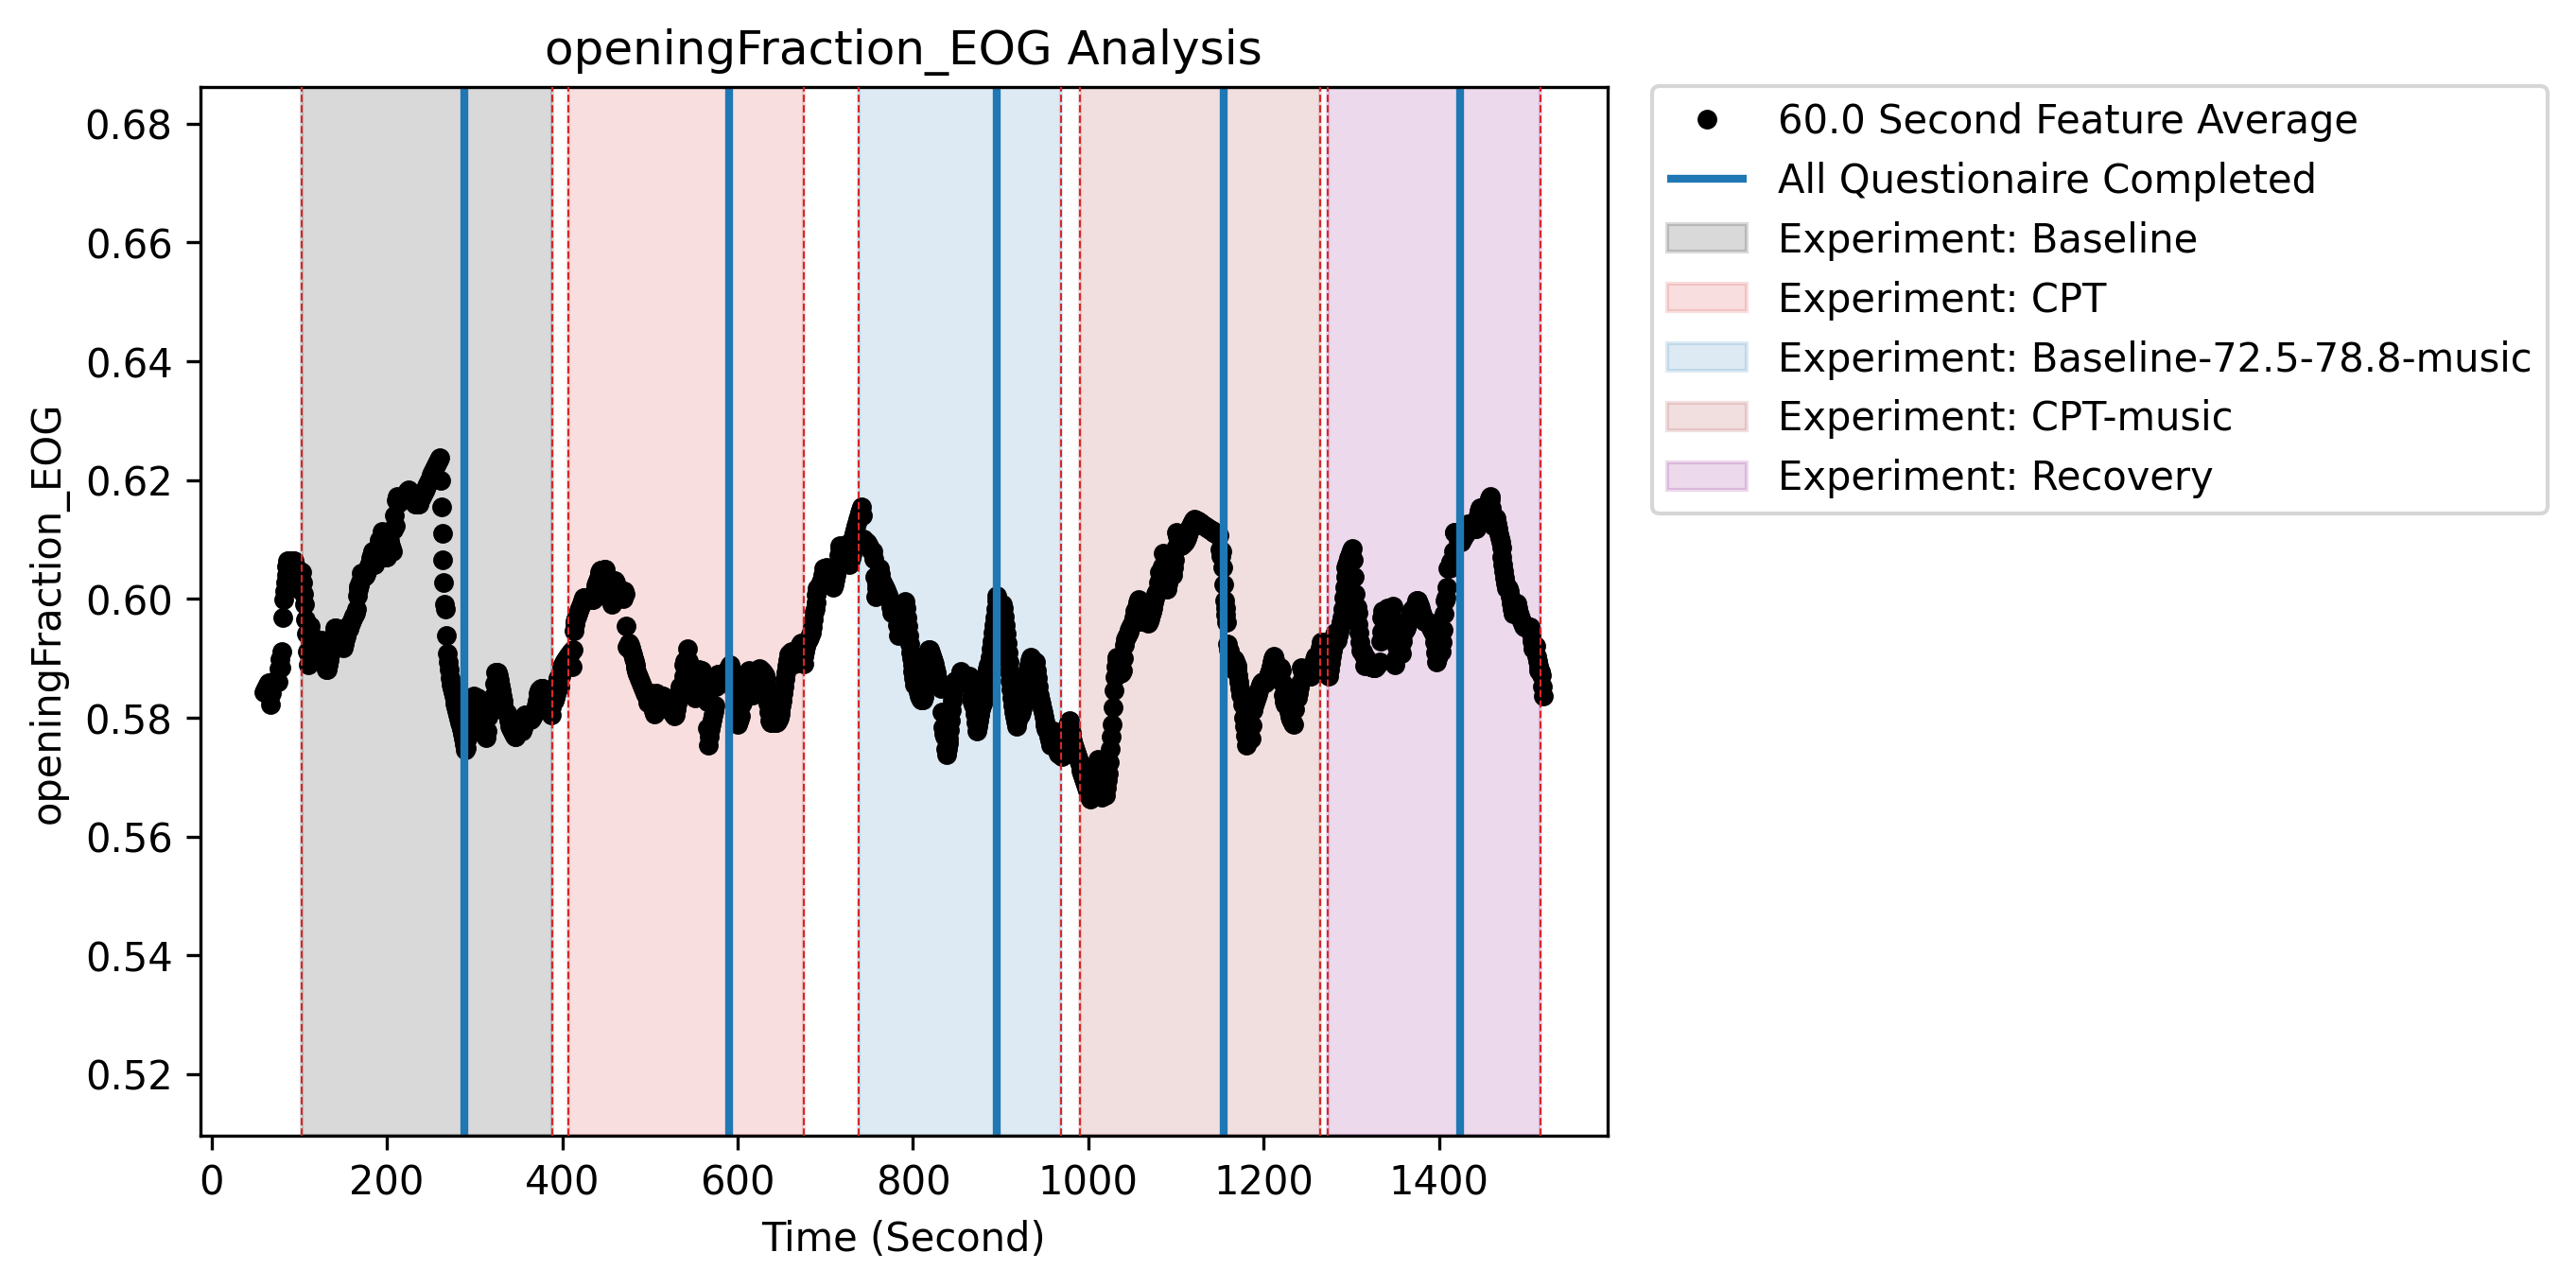 openingFraction_EOG Analysis
0.68
0.66
0.64
0.62
0.60
0.58
0.56
0.54
0.52
openingFraction_EOG
0
200
400
600
800
1000
1200
1400
Time (Second)
60.0 Second Feature Average
All Questionaire Completed
Experiment: Baseline
Experiment: CPT
Experiment: Baseline-72.5-78.8-music
Experiment: CPT-music
Experiment: Recovery